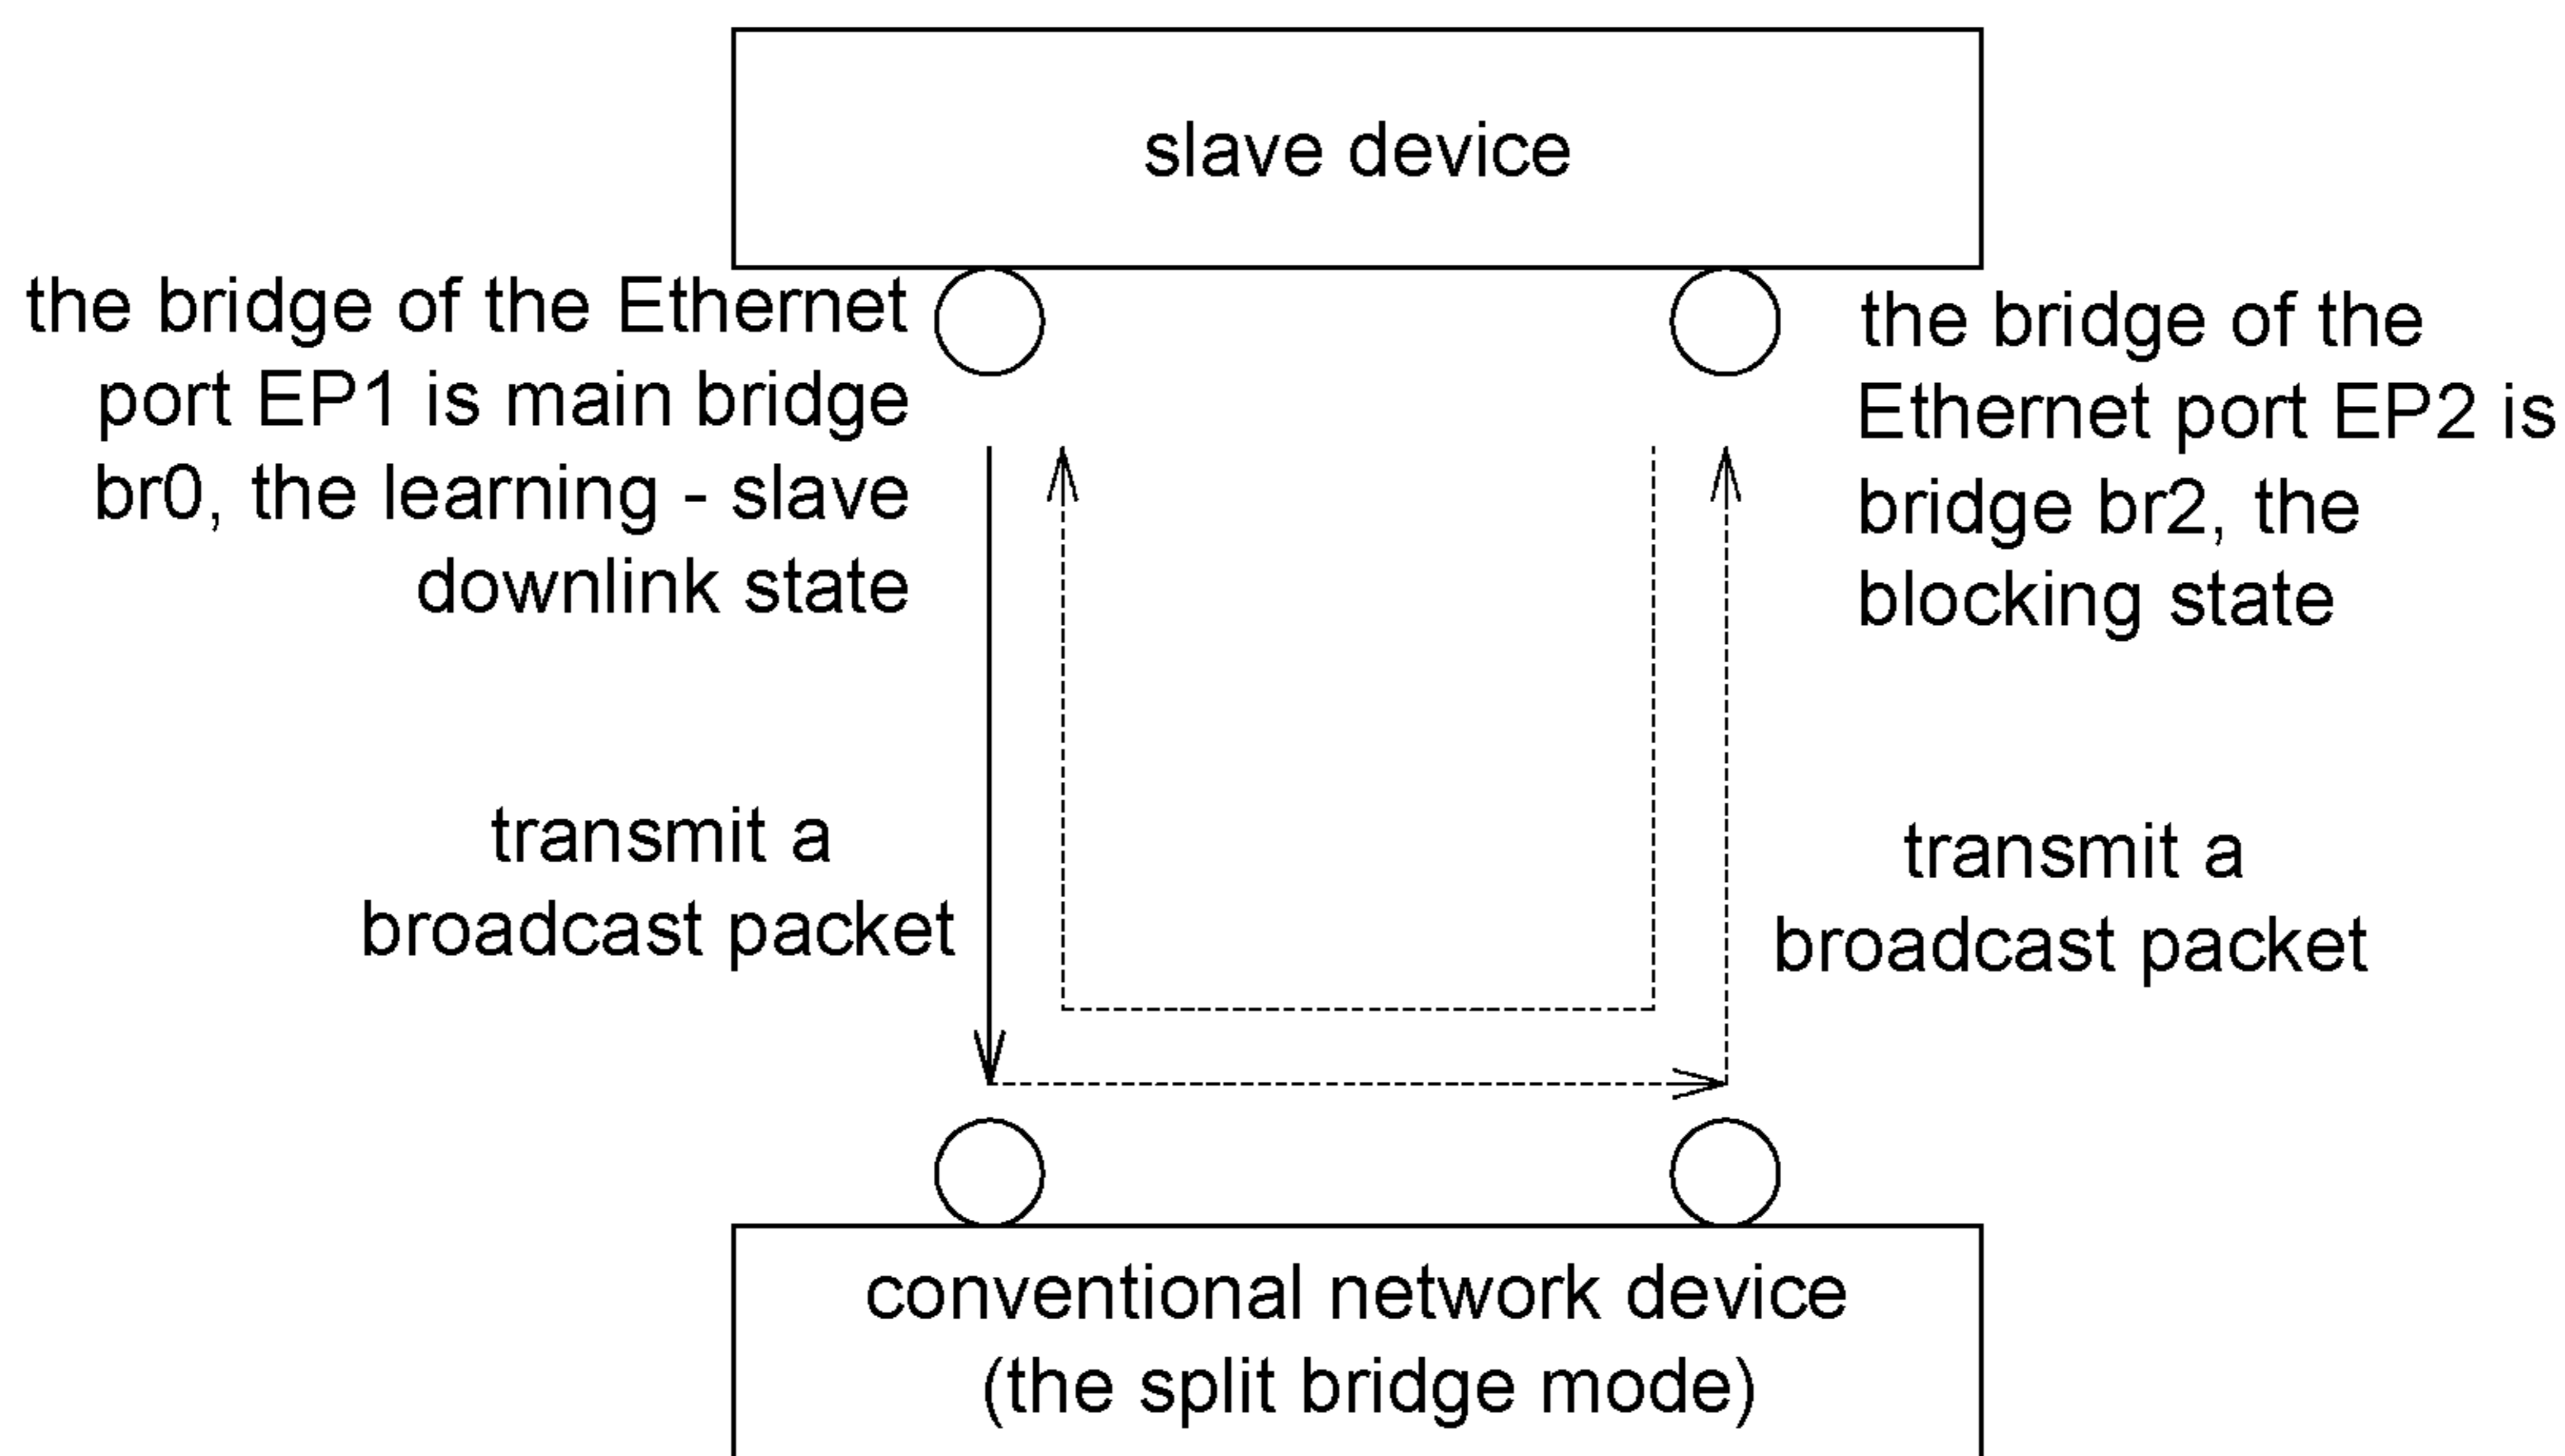 slave device
the bridge of the Ethernet
port EP1 is main bridge
br0, the learning - slave
downlink state
the bridge of the
Ethernet port EP2 is
bridge br2, the
blocking state
transmit a
broadcast packet
transmit a
broadcast packet
conventional network device
(the split bridge mode)